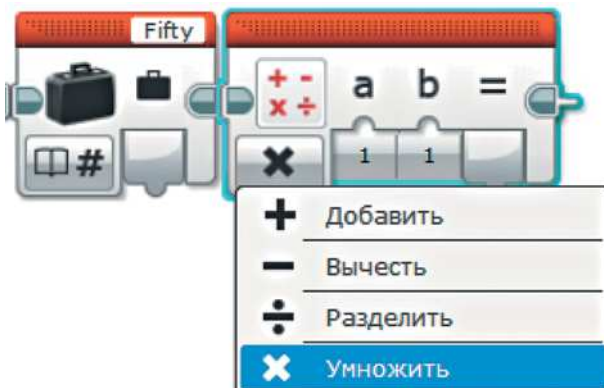 Fifty
a b =
#
1 1
Добавить
Вычесть
Разделить
Умножить